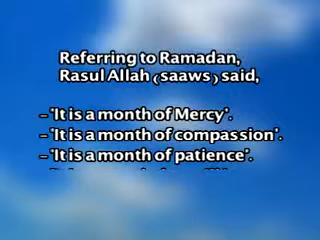 Referring to Ramadan,
Rasul Allah (saaws) said,
- 'It is a month of Mercy'.
- 'It is a month of compassion'.
- 'It is a month of patience'.